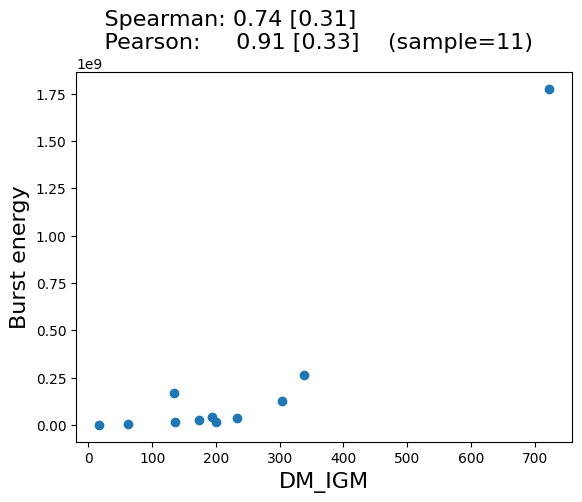 Spearman: 0.74 [0.31]
Pearson: 0.91 [0.33] (sample=11)
1e9
1.75
1.50
1.25
1.00
0.75
0.50
0.25
0.00
Burst energy
0 100 200 300 400 500 600 700
DM_IGM